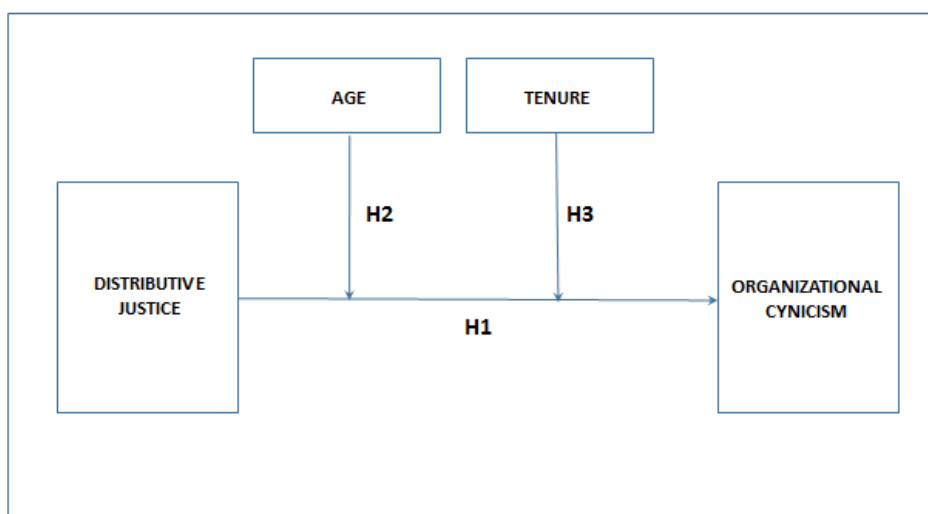 AGE
TENURE
H2
H3
DISTRIBUTIVE
JUSTICE
ORGANIZATIONAL
CYNICISM
H1